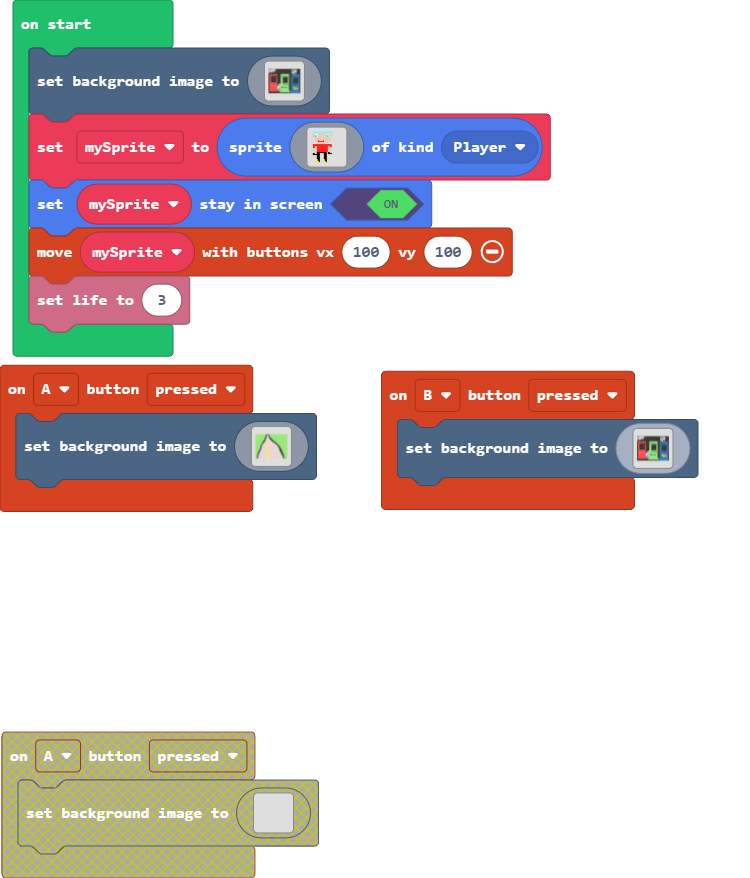 on start
set background image to
set mySprite to sprite of kind Player
set mySprite stay in screen ON
move mySprite with buttons vx 100 vy 100
set life to 3
on A button pressed
set background image to
on B button pressed
set background image to
on A button pressed
set background image to